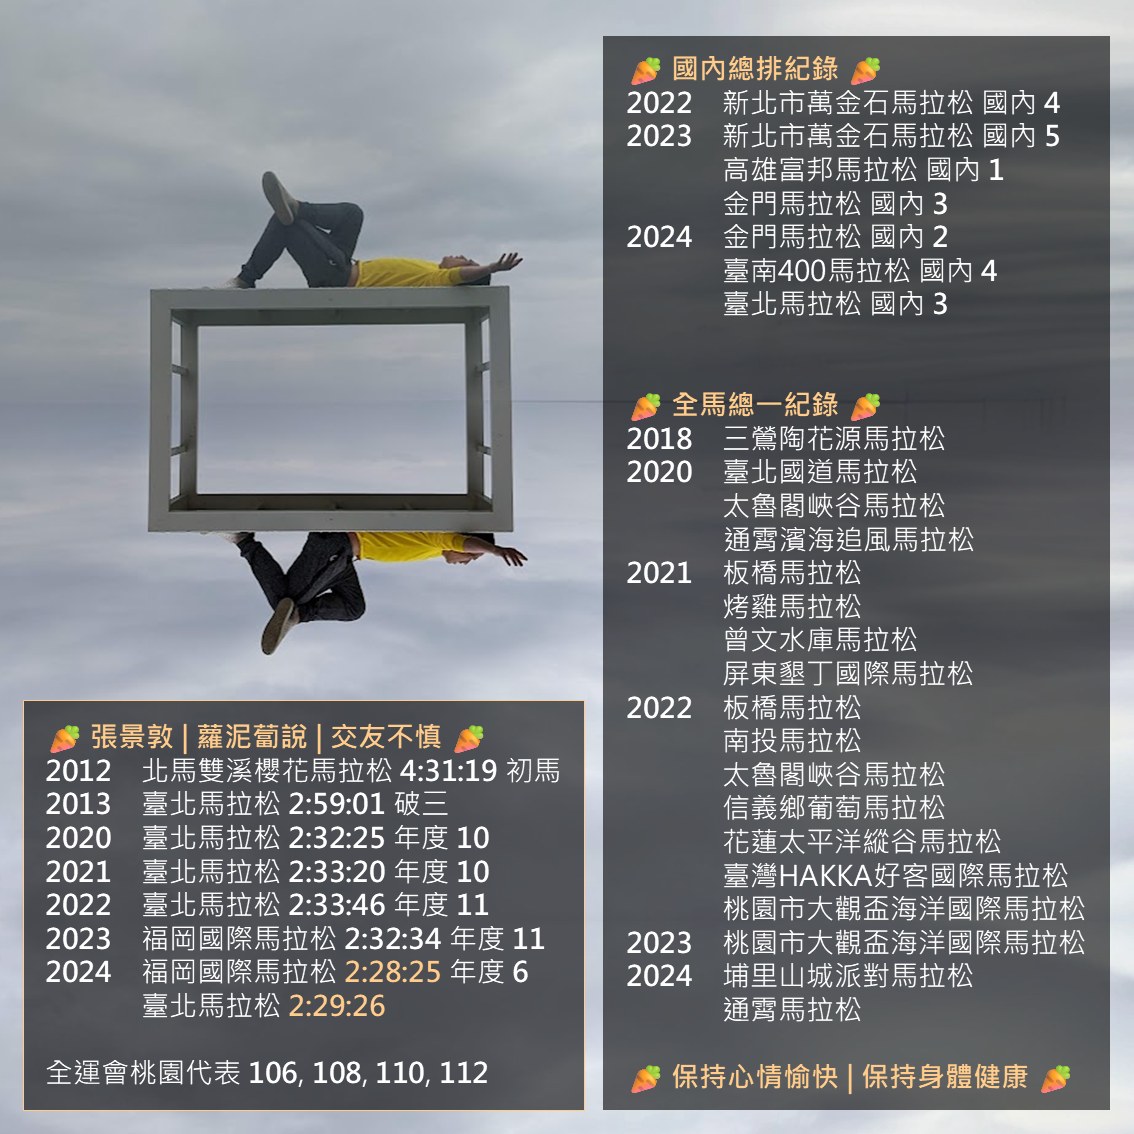 🥕 國內總排紀錄 🥕
2022 新北市萬金石馬拉松 國內 4
2023 新北市萬金石馬拉松 國內 5
高雄富邦馬拉松 國內 1
金門馬拉松 國內 3
2024 金門馬拉松 國內 2
臺南400馬拉松 國內 4
臺北馬拉松 國內 3
🥕 全馬總一紀錄 🥕
2018 三鶯陶花源馬拉松
2020 臺北國道馬拉松
太魯閣峽谷馬拉松
通霄濱海追風馬拉松
2021 板橋馬拉松
烤雞馬拉松
曾文水庫馬拉松
屏東墾丁國際馬拉松
2022 板橋馬拉松
南投馬拉松
太魯閣峽谷馬拉松
信義鄉葡萄馬拉松
花蓮太平洋縱谷馬拉松
臺灣HAKKA好客國際馬拉松
桃園市大觀盃海洋國際馬拉松
2023 桃園市大觀盃海洋國際馬拉松
2024 埔里山城派對馬拉松
通霄馬拉松
🥕 保持心情愉快 | 保持身體健康 🥕
🥕 張景敦 | 蘿泥蔔說 | 交友不慎 🥕
2012 北馬雙溪櫻花馬拉松 4:31:19 初馬
2013 臺北馬拉松 2:59:01 破三
2020 臺北馬拉松 2:32:25 年度 10
2021 臺北馬拉松 2:33:20 年度 10
2022 臺北馬拉松 2:33:46 年度 11
2023 福岡國際馬拉松 2:32:34 年度 11
2024 福岡國際馬拉松 2:28:25 年度 6
臺北馬拉松 2:29:26
全運會桃園代表 106, 108, 110, 112